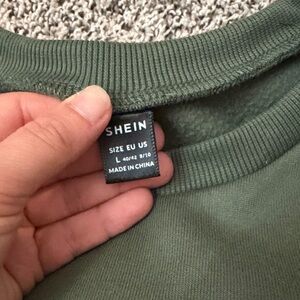 SHEIN
SIZE EU US
L 40/42 8/10
MADE IN CHINA